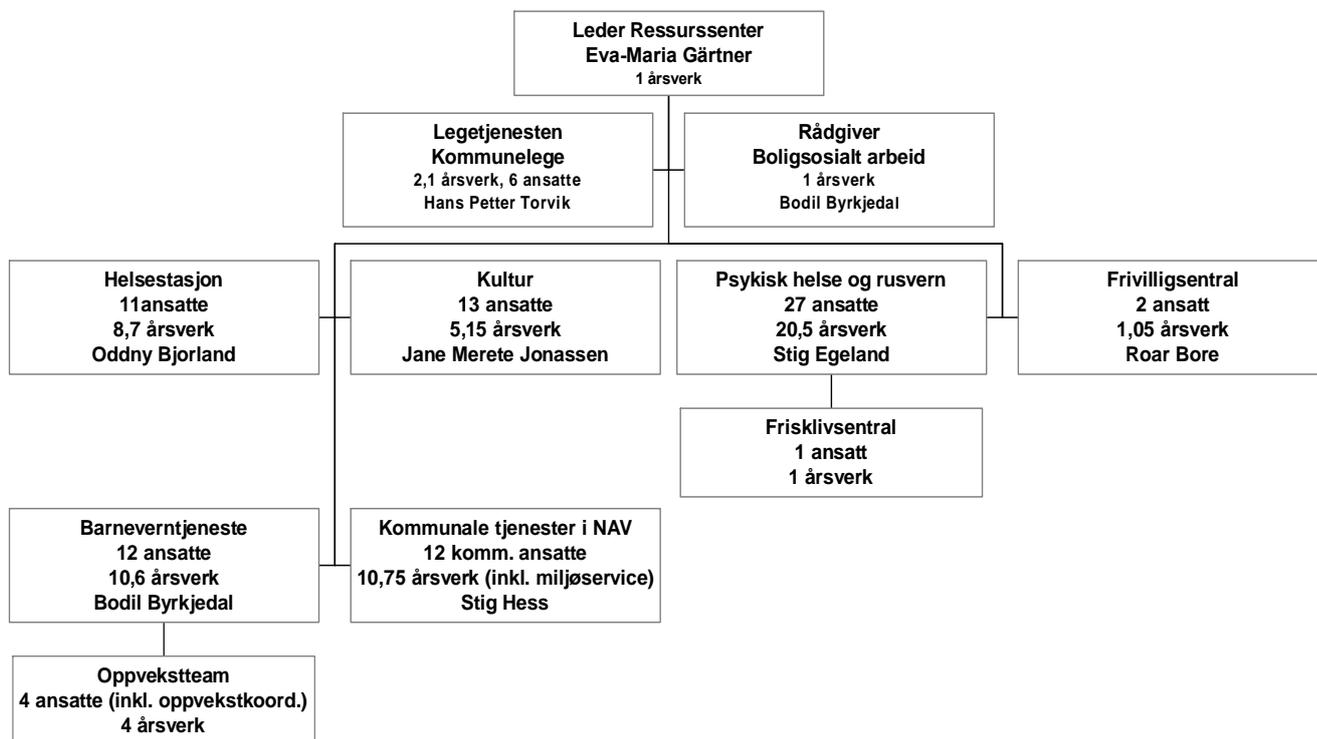 Leder Ressurssenter
Eva-Maria Gärtner
1 årsverk
Legetjenesten
Kommunelege
2,1 årsverk, 6 ansatte
Hans Petter Torvik
Rådgiver
Boligsosialt arbeid
1 årsverk
Bodil Byrkjedal
Helsestasjon
11ansatte
8,7 årsverk
Oddny Bjorland
Kultur
13 ansatte
5,15 årsverk
Jane Merete Jonassen
Psykisk helse og rusvern
27 ansatte
20,5 årsverk
Stig Egeland
Frivilligsentral
2 ansatt
1,05 årsverk
Roar Bore
Frisklivsentral
1 ansatt
1 årsverk
Barneverntjeneste
12 ansatte
10,6 årsverk
Bodil Byrkjedal
Kommunale tjenester i NAV
12 komm. ansatte
10,75 årsverk (inkl. miljøservice)
Stig Hess
Oppvekstteam
4 ansatte (inkl. oppvekstkoord.)
4 årsverk